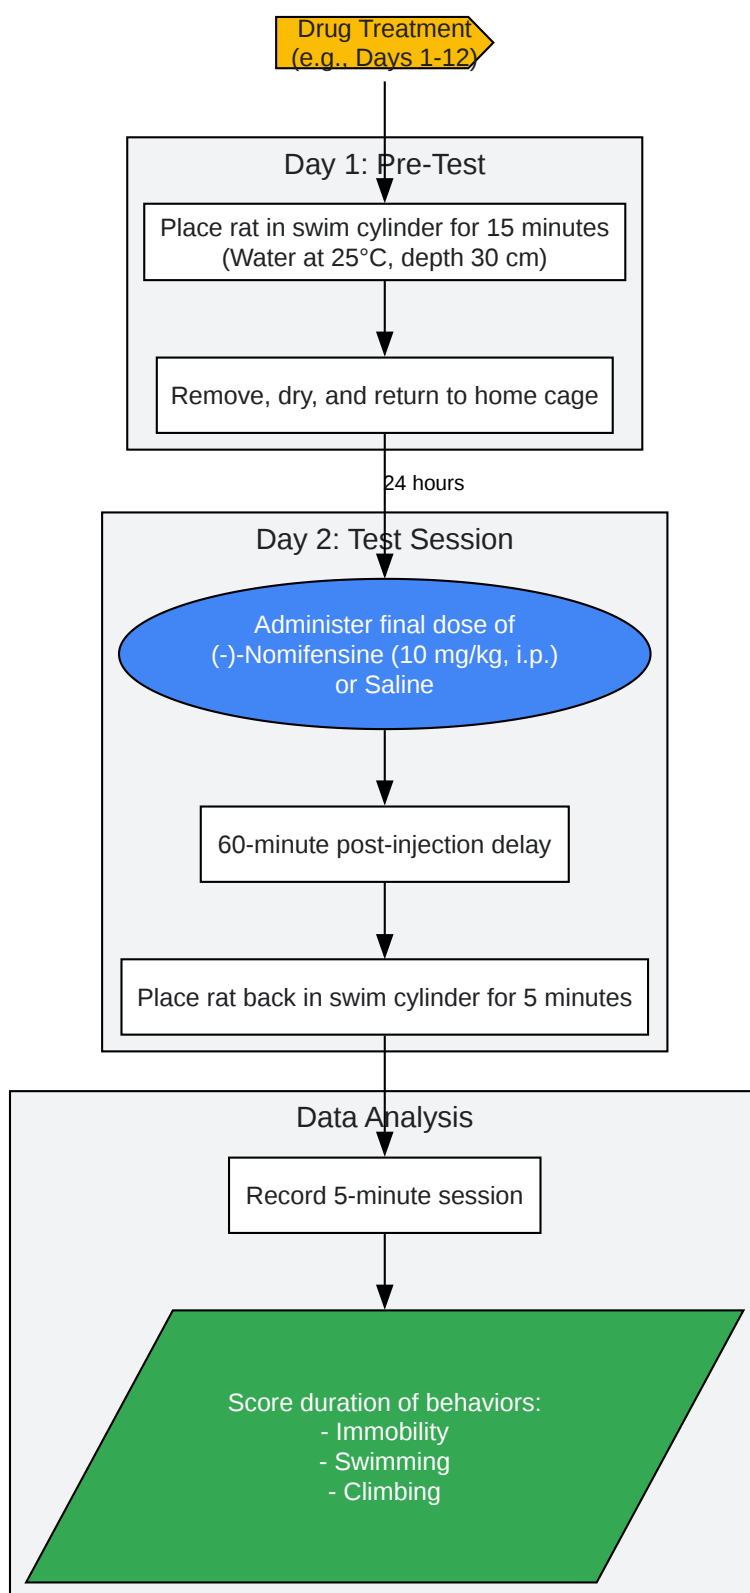 Drug Treatment
(e.g., Days 1-12)
Day 1: Pre-Test
Place rat in swim cylinder for 15 minutes
(Water at 25°C, depth 30 cm)
Remove, dry, and return to home cage
24 hours
Day 2: Test Session
Administer final dose of
(-)-Nomifensine (10 mg/kg, i.p.)
or Saline
60-minute post-injection delay
Place rat back in swim cylinder for 5 minutes
Data Analysis
Record 5-minute session
Score duration of behaviors:
- Immobility
- Swimming
- Climbing